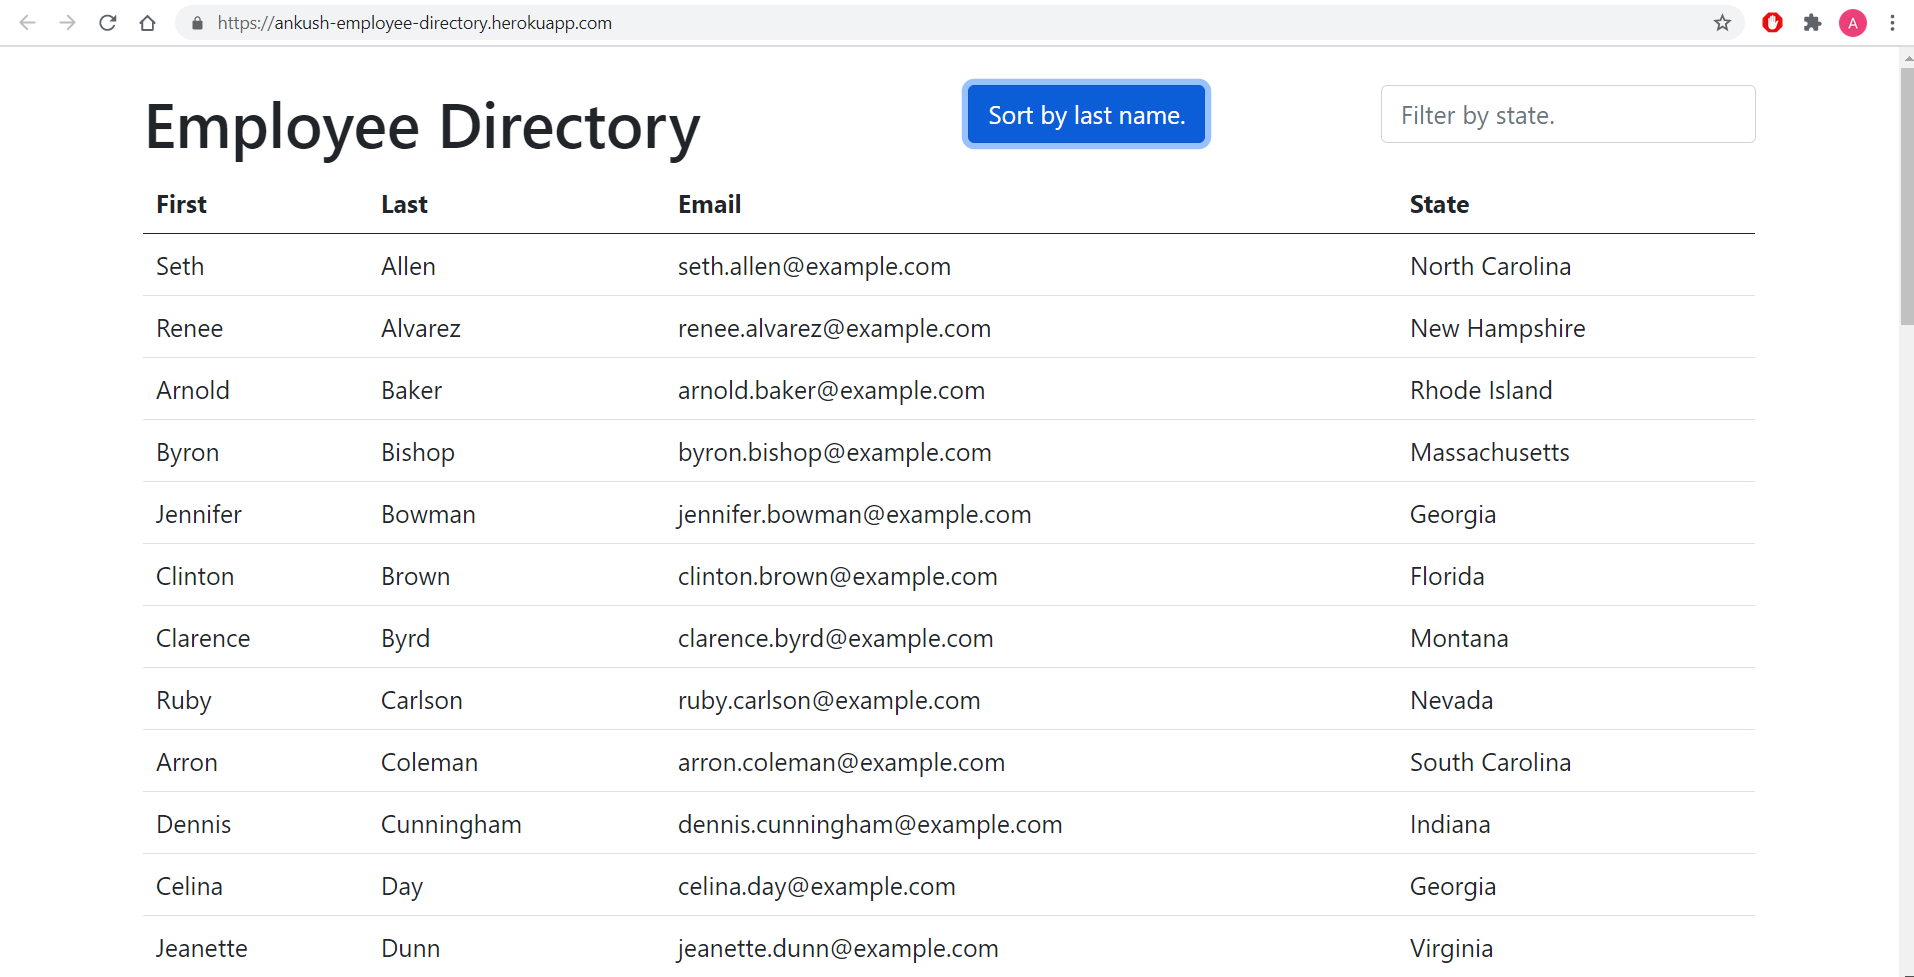 https://ankush-employee-directory.herokuapp.com
A
Employee Directory
Sort by last name.
Filter by state.
First Last Email State
Seth Allen seth.allen@example.com North Carolina
Renee Alvarez renee.alvarez@example.com New Hampshire
Arnold Baker arnold.baker@example.com Rhode Island
Byron Bishop byron.bishop@example.com Massachusetts
Jennifer Bowman jennifer.bowman@example.com Georgia
Clinton Brown clinton.brown@example.com Florida
Clarence Byrd clarence.byrd@example.com Montana
Ruby Carlson ruby.carlson@example.com Nevada
Arron Coleman arron.coleman@example.com South Carolina
Dennis Cunningham dennis.cunningham@example.com Indiana
Celina Day celina.day@example.com Georgia
Jeanette Dunn jeanette.dunn@example.com Virginia